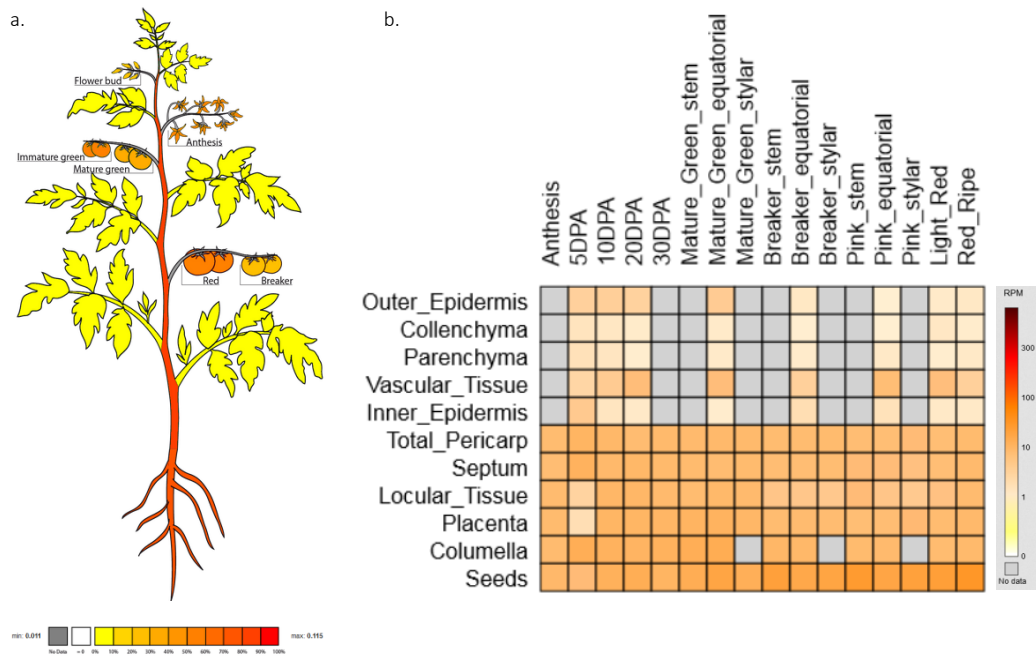 a.
Flower bud
Anthesis
Immature green
Mature green
Red
Breaker
min: 0.011
No Data
= 0
0%
10%
20%
30%
40%
50%
60%
70%
80%
90%
100%
max: 0.115
b.
Anthesis
5DPA
10DPA
20DPA
30DPA
Mature_Green_stem
Mature_Green_equatorial
Mature_Green_stylar
Breaker_stem
Breaker_equatorial
Breaker_stylar
Pink_stem
Pink_equatorial
Pink_stylar
Light_Red
Red_Ripe
Outer_Epidermis
Collenchyma
Parenchyma
Vascular_Tissue
Inner_Epidermis
Total_Pericarp
Septum
Locular_Tissue
Placenta
Columella
Seeds
RPM
300
100
10
1
0
No data